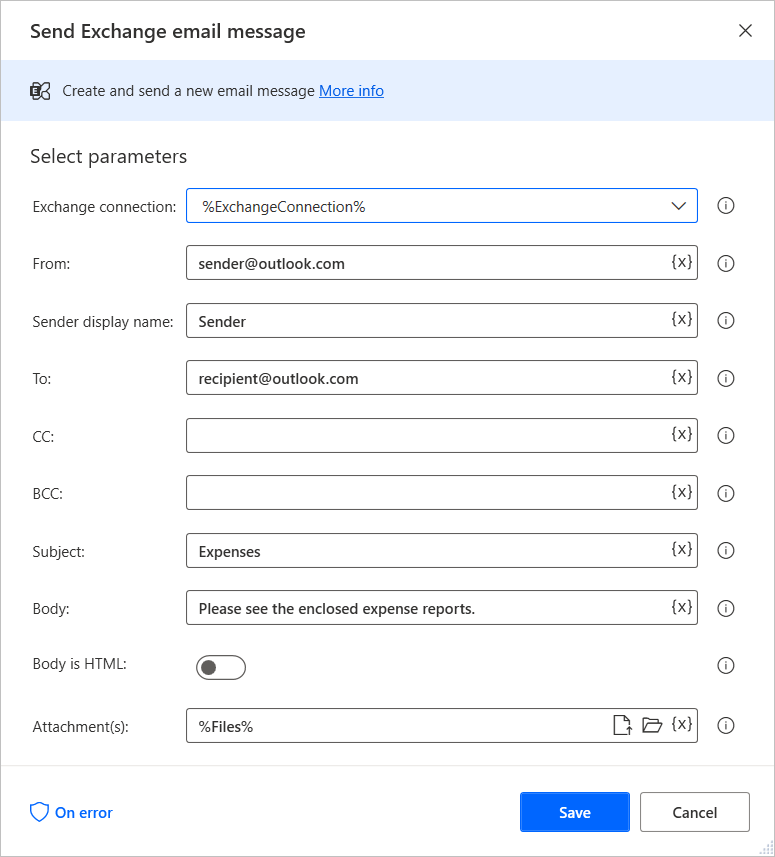 Send Exchange email message
Create and send a new email message More info
Select parameters
Exchange connection: %ExchangeConnection%
From: sender@outlook.com {x}
Sender display name: Sender {x}
To: recipient@outlook.com {x}
CC: {x}
BCC: {x}
Subject: Expenses {x}
Body: Please see the enclosed expense reports. {x}
Body is HTML:
Attachment(s): %Files% {x}
On error Save Cancel